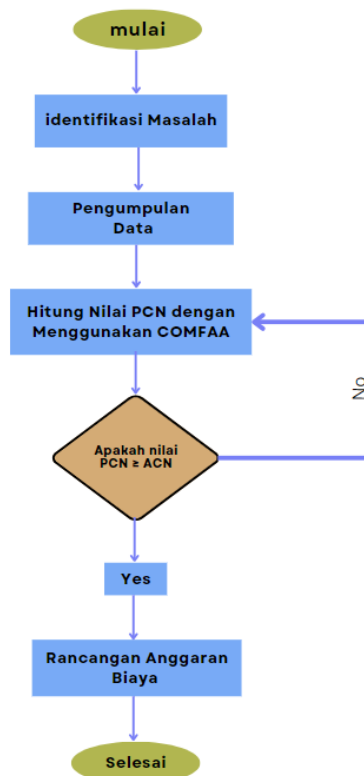 mulai
identifikasi Masalah
Pengumpulan
Data
Hitung Nilai PCN dengan
Menggunakan COMFAA
No
Apakah nilai
PCN ≥ ACN
Yes
Rancangan Anggaran
Biaya
Selesai